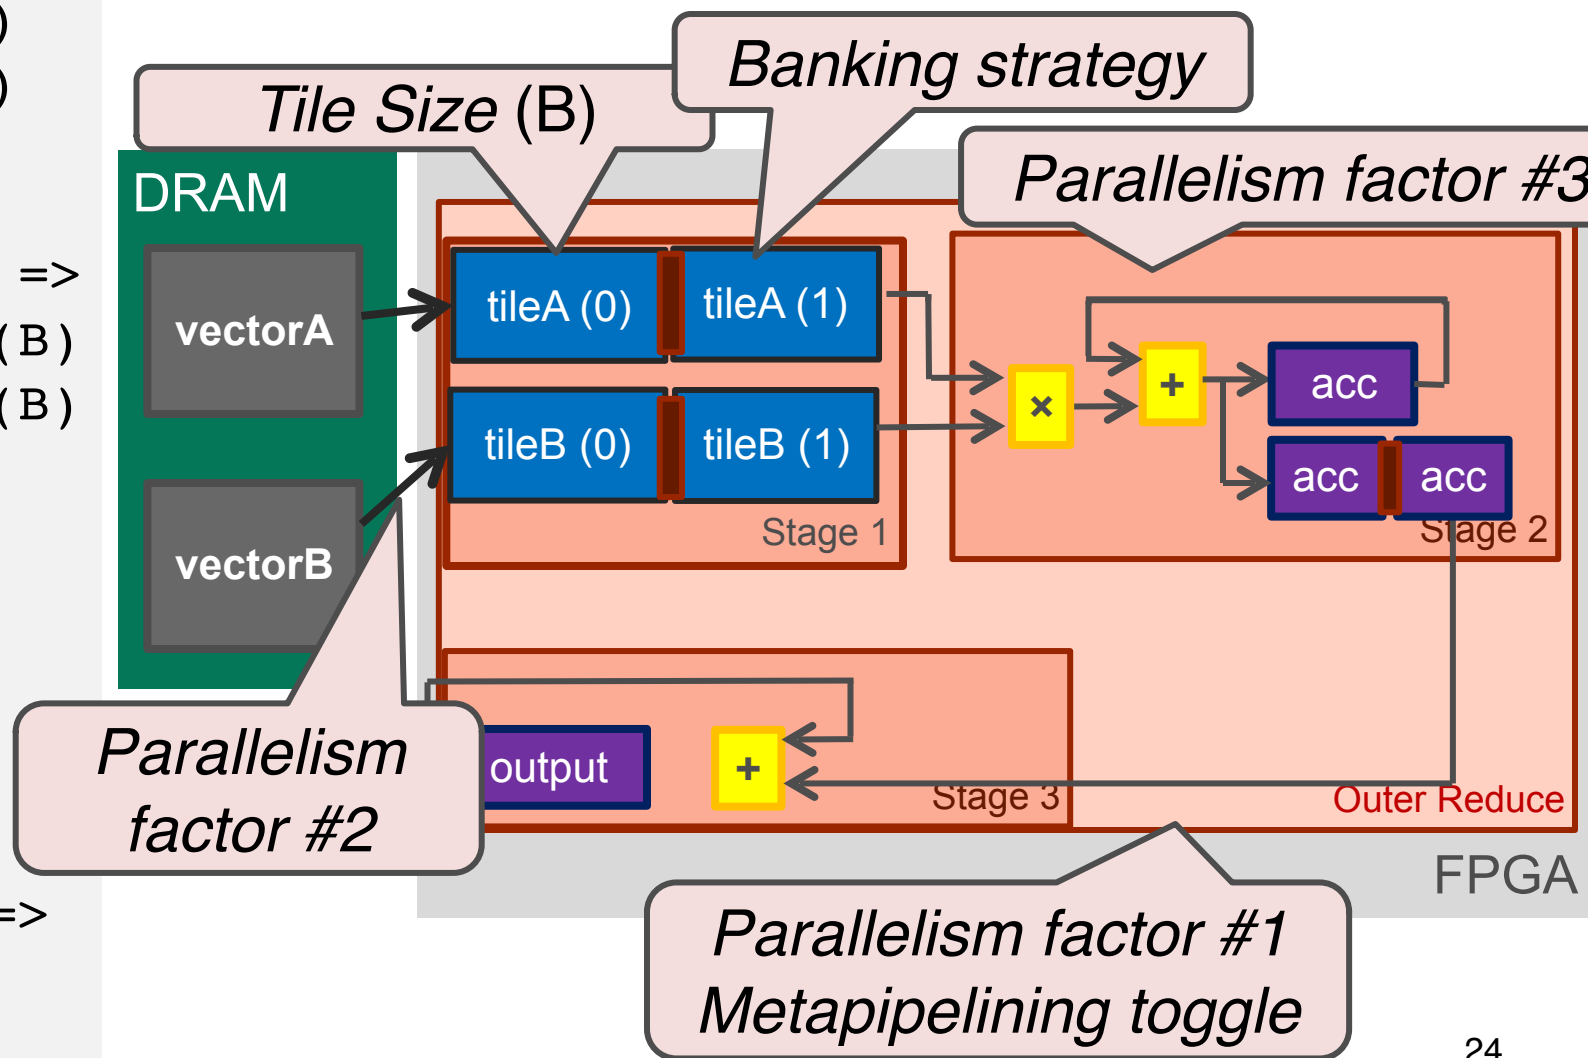 )
)
=>
(B)
(B)
=>
Tile Size (B)
Banking strategy
Parallelism factor #3
DRAM
vectorA
vectorB
tileA (0)
tileA (1)
tileB (0)
tileB (1)
Stage 1
×
+
acc
acc
acc
Stage 2
Parallelism
factor #2
output
+
Stage 3
Outer Reduce
FPGA
Parallelism factor #1
Metapipelining toggle
24